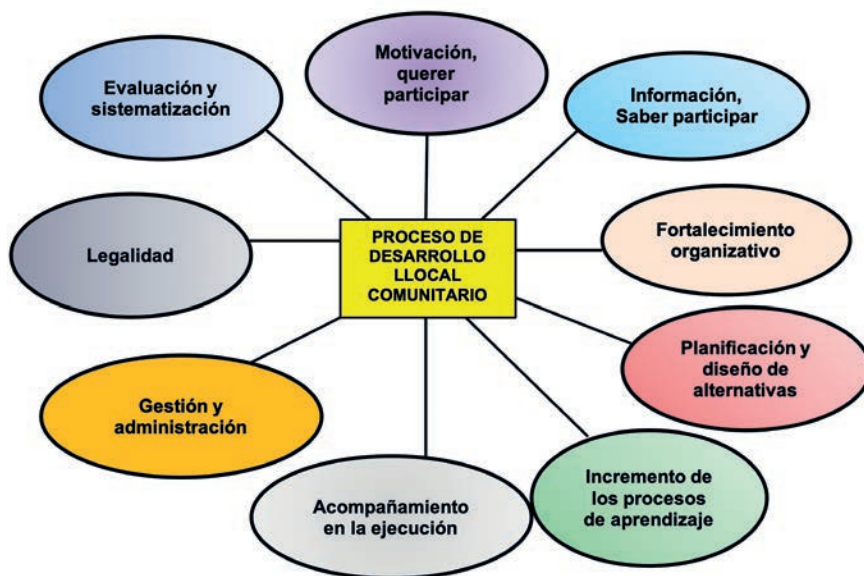 Motivación,
querer
participar
Evaluación y
sistematización
Información,
Saber participar
PROCESO DE
DESARROLLO
LLOCAL
COMUNITARIO
Fortalecimiento
organizativo
Legalidad
Planificación y
diseño de
alternativas
Gestión y
administración
Incremento de
los procesos
de aprendizaje
Acompañamiento
en la ejecución